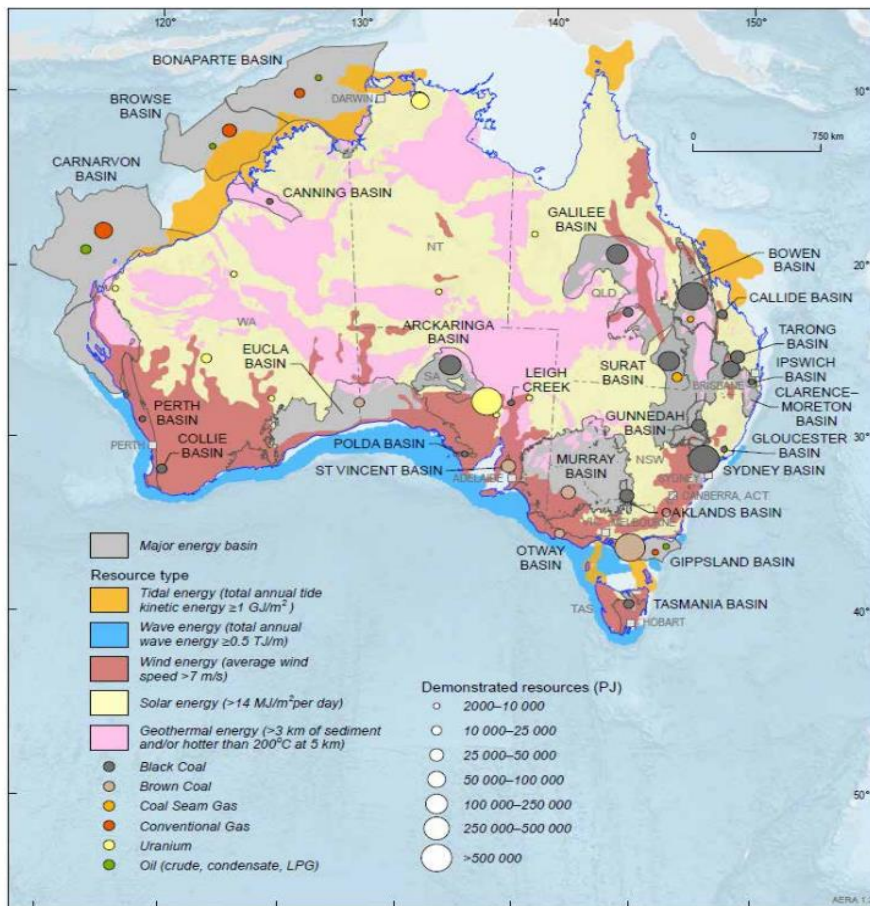 120°
140°
150°
BONAPARTE BASIN
BROWSE
BASIN
DARWIN
10°
0
750 km
CARNARVON
BASIN
CANNING BASIN
GALILEE
BASIN
NT
BOWEN
BASIN
20°
QLD
CALLIDE BASIN
WA
ARCKARINGA
BASIN
TARONG
BASIN
EUCLA
BASIN
SA
LEIGH
CREEK
SURAT
BASIN
BRISBANE
IPSWICH
BASIN
CLARENCE–
MORETON
BASIN
PERTH
BASIN
GUNNEDAH
BASIN
30°
PERTH
COLLIE
BASIN
POLDA BASIN
GLOUCESTER
BASIN
ST VINCENT BASIN
MURRAY
BASIN
NSW
SYDNEY BASIN
ADELAIDE
SYDNEY
CANBERRA, ACT
OAKLANDS BASIN
VIC
MELBOURNE
OTWAY
BASIN
GIPPSLAND BASIN
TAS
TASMANIA BASIN
40°
HOBART
50°
Major energy basin
Resource type
Tidal energy (total annual tide
kinetic energy ≥1 GJ/m²)
Wave energy (total annual
wave energy ≥0.5 TJ/m)
Wind energy (average wind
speed >7 m/s)
Solar energy (>14 MJ/m² per day)
Geothermal energy (>3 km of sediment
and/or hotter than 200°C at 5 km)
Black Coal
Brown Coal
Coal Seam Gas
Conventional Gas
Uranium
Oil (crude, condensate, LPG)
Demonstrated resources (PJ)
2000–10 000
10 000–25 000
25 000–50 000
50 000–100 000
100 000–250 000
250 000–500 000
>500 000